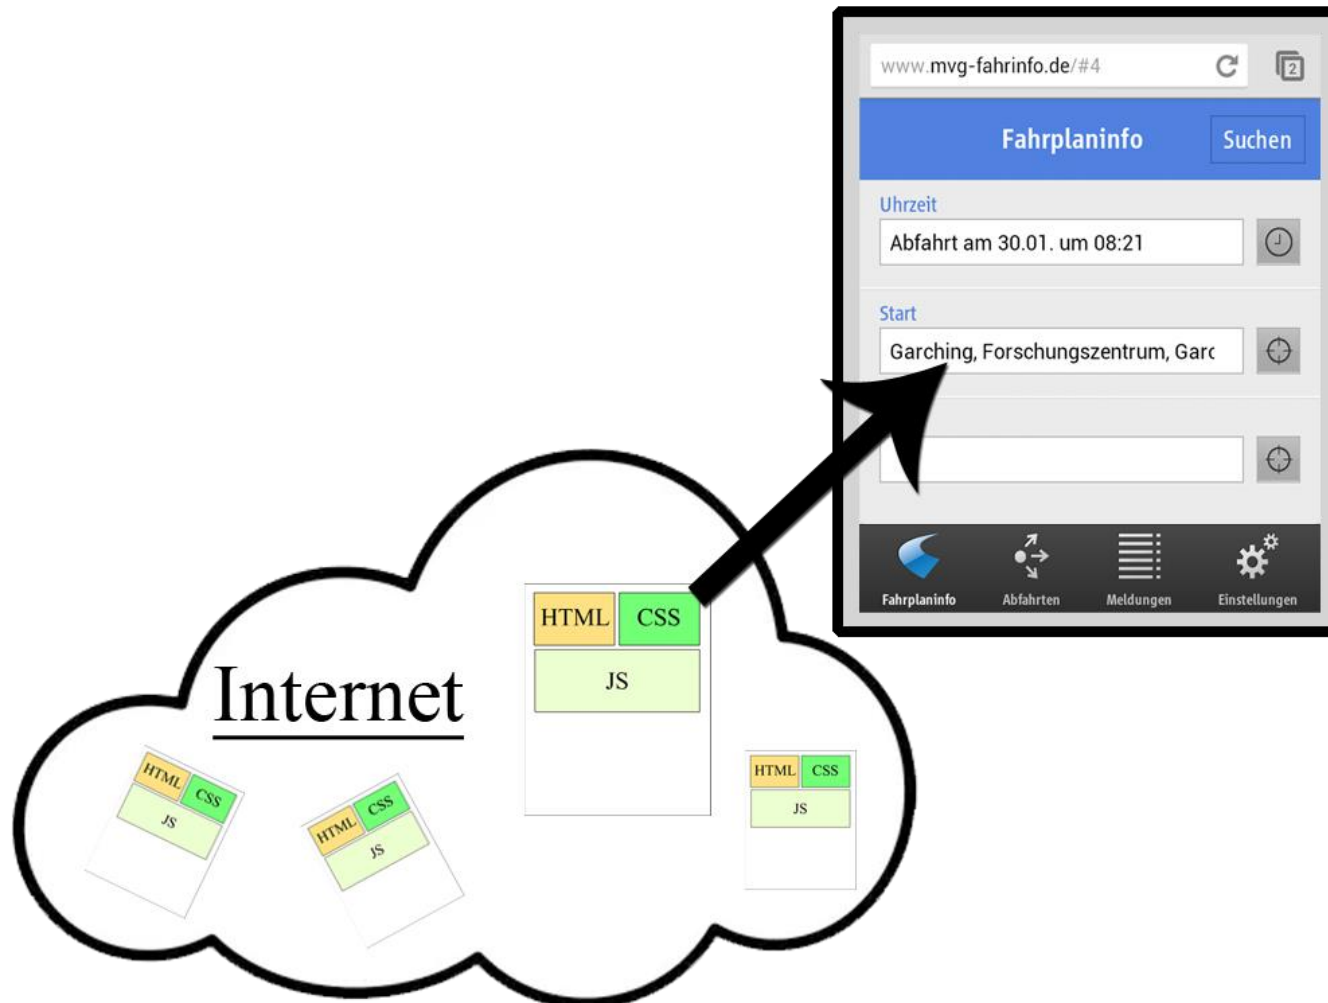 www.mvg-fahrinfo.de/#4
2
Fahrplaninfo
Suchen
Uhrzeit
Abfahrt am 30.01. um 08:21
Start
Garching, Forschungszentrum, Garc
Fahrplaninfo
Abfahrten
Meldungen
Einstellungen
Internet
HTML CSS
JS
HTML CSS
JS
HTML CSS
JS
HTML CSS
JS